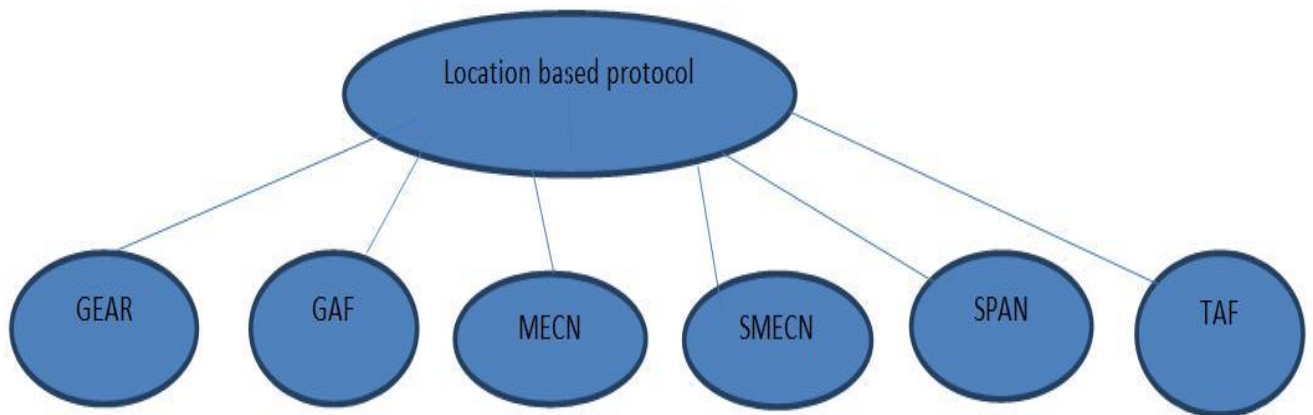 Location based protocol
GEAR
GAF
MECN
SMECN
SPAN
TAF